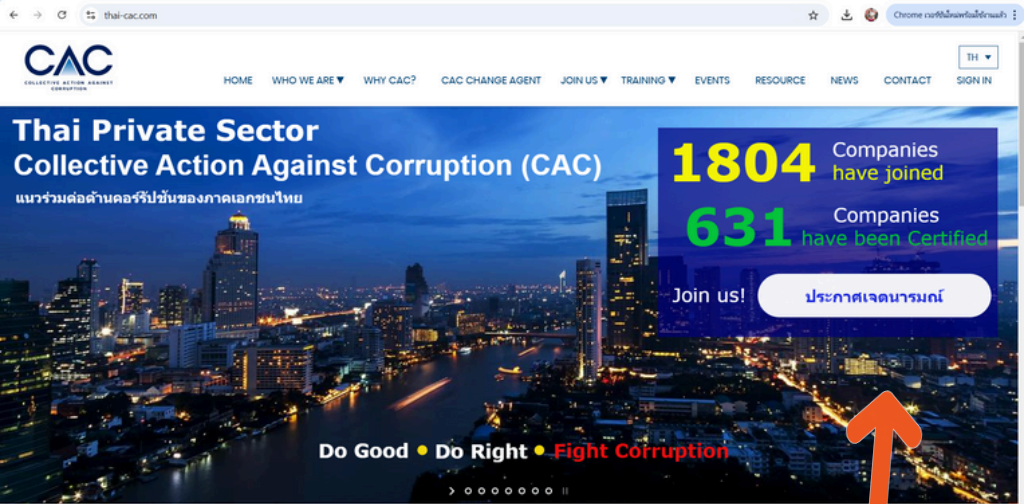 thai-cac.com
Chrome เวอร์ชันใหม่พร้อมใช้งานแล้ว
CAC
COLLECTIVE ACTION AGAINST
CORRUPTION
TH ▼
HOME WHO WE ARE ▼ WHY CAC? CAC CHANGE AGENT JOIN US ▼ TRAINING ▼ EVENTS RESOURCE NEWS CONTACT SIGN IN
Thai Private Sector
Collective Action Against Corruption (CAC)
แนวร่วมต่อต้านคอร์รัปชันของภาคเอกชนไทย
1804 Companies
have joined
631 Companies
have been Certified
Join us! ประกาศเจตนารมณ์
Do Good • Do Right • Fight Corruption